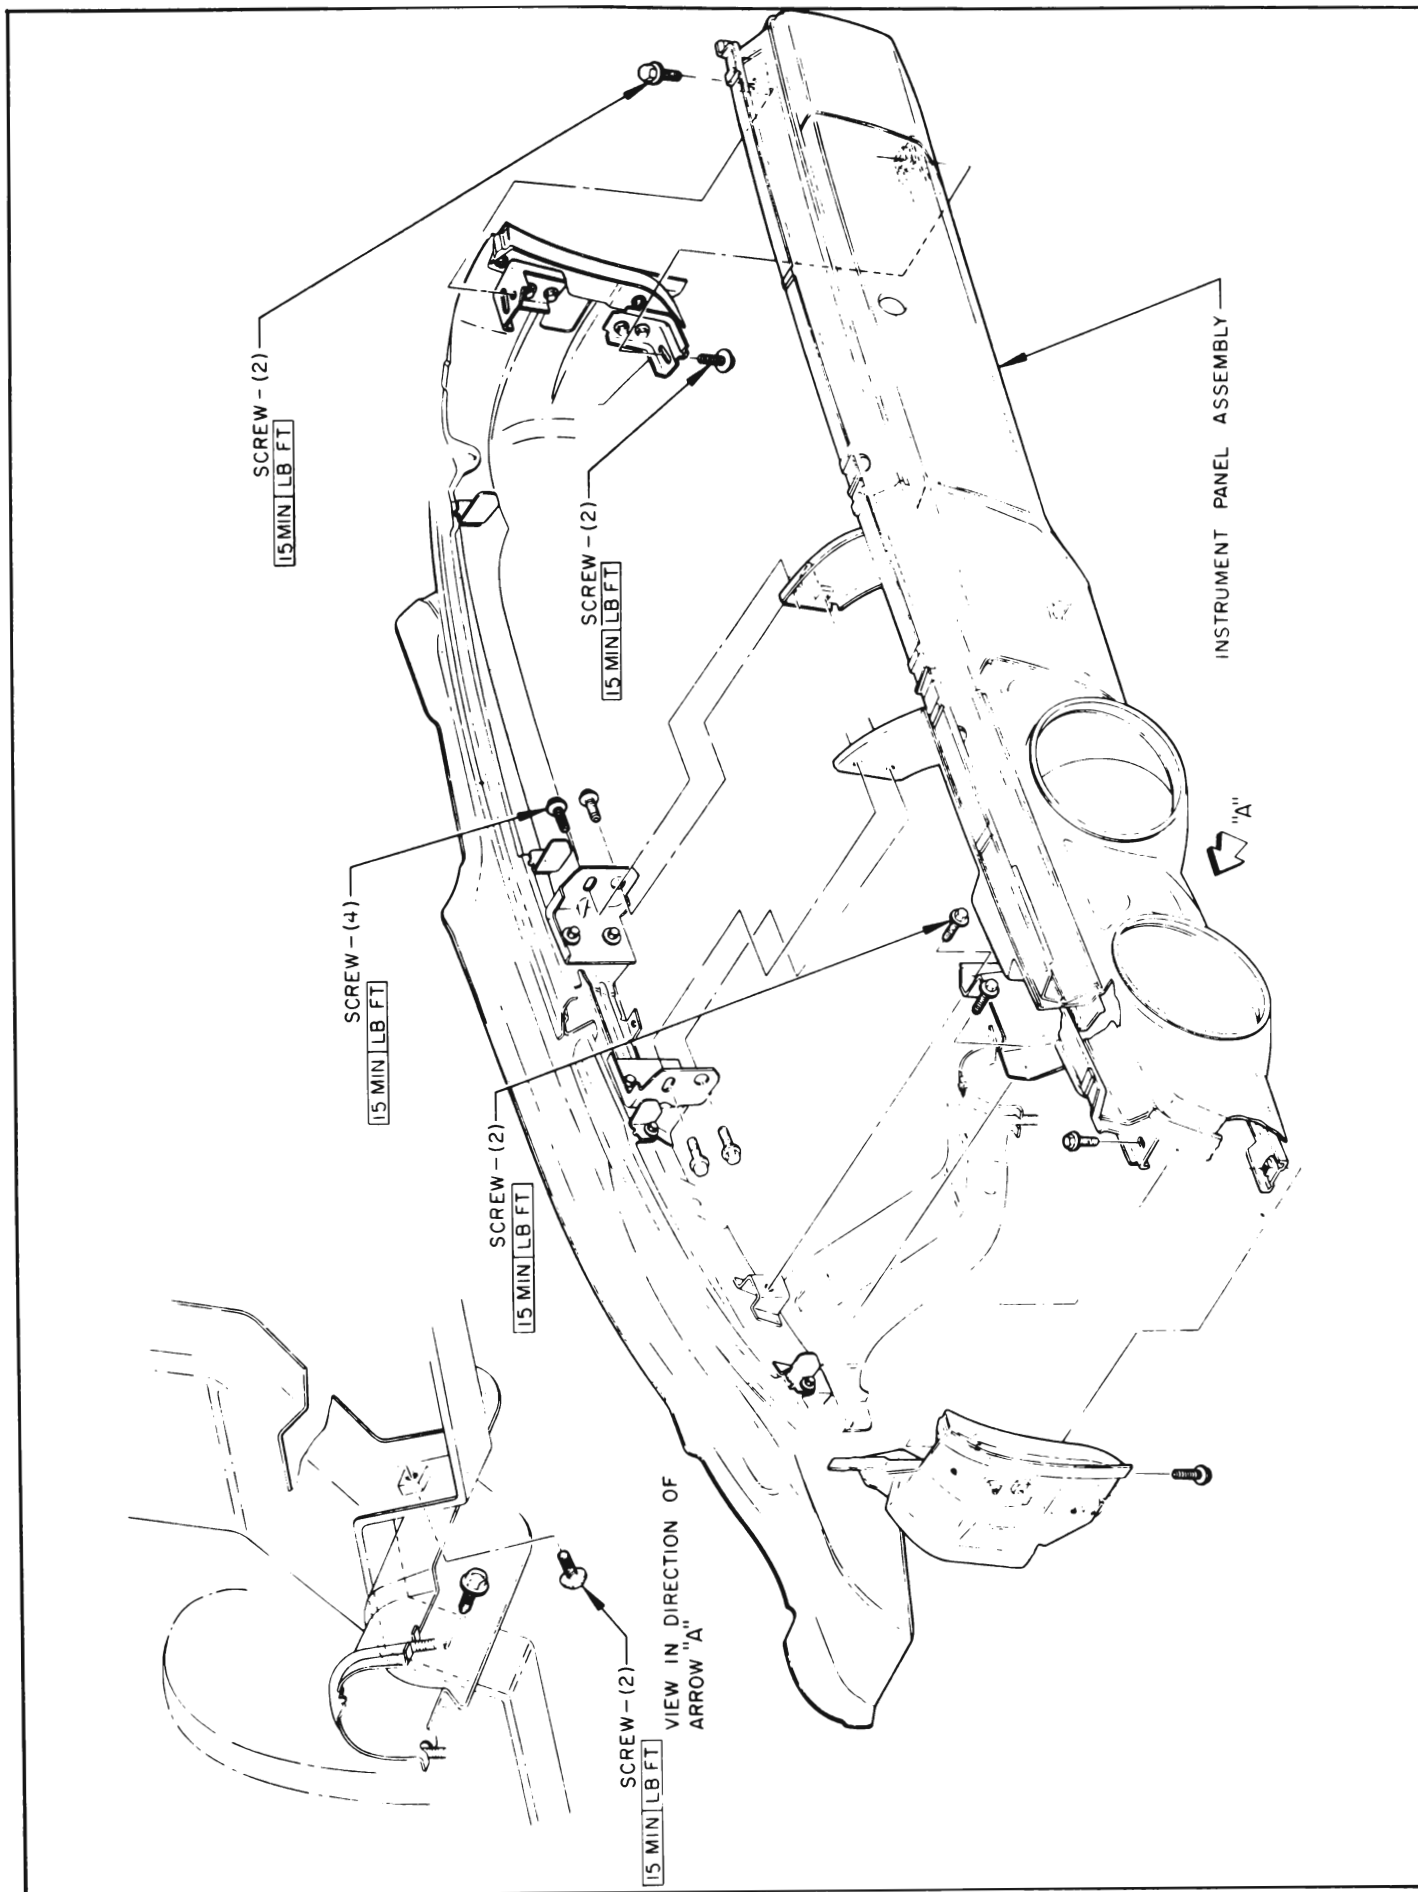 SCREW-(2)
15 MIN LB FT
SCREW-(2)
15 MIN LB FT
SCREW-(4)
15 MIN LB FT
SCREW-(2)
15 MIN LB FT
SCREW-(2)
15 MIN LB FT
VIEW IN DIRECTION OF
ARROW "A"
INSTRUMENT PANEL ASSEMBLY
"A"